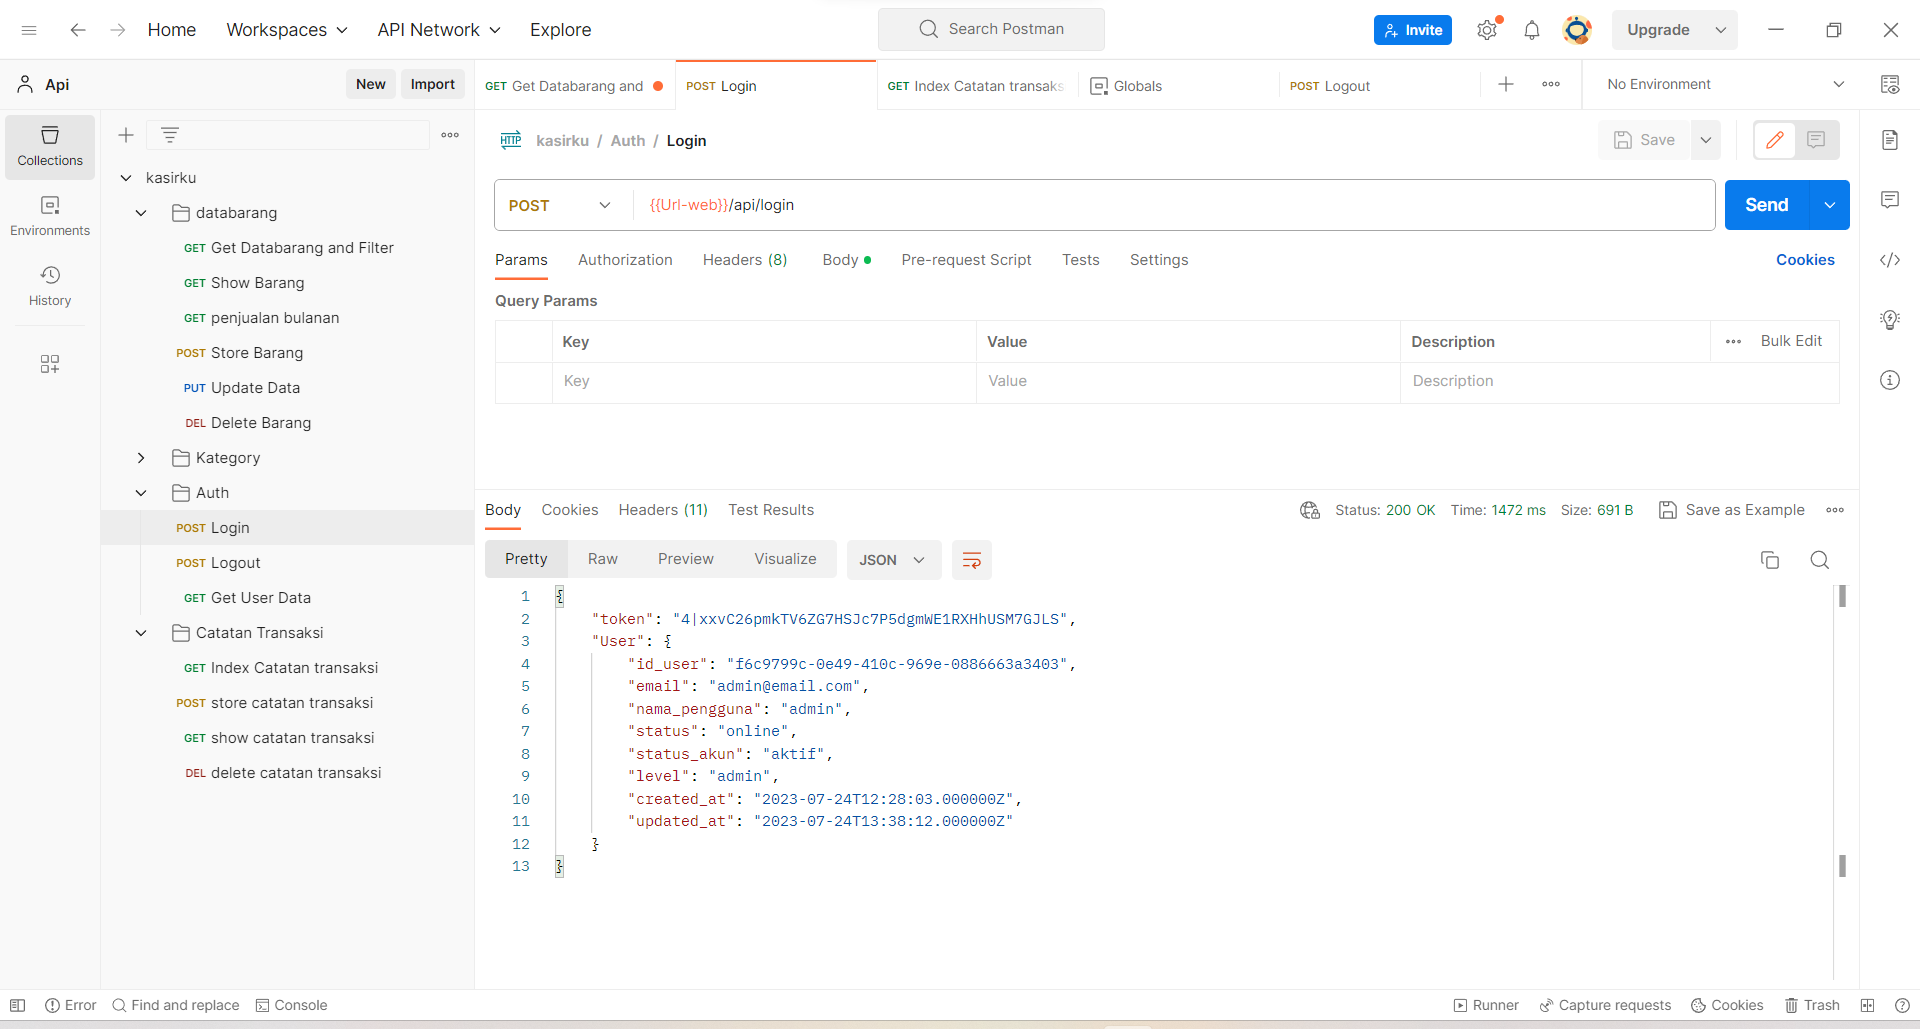 Home Workspaces API Network Explore Search Postman Invite Upgrade
Api New Import GET Get Databarang and POST Login GET Index Catatan transaks Globals POST Logout No Environment
HTTP kasirku / Auth / Login Save
Collections
Environments
History
kasirku
databarang
GET Get Databarang and Filter
GET Show Barang
GET penjualan bulanan
POST Store Barang
PUT Update Data
DEL Delete Barang
Kategory
Auth
POST Login
POST Logout
GET Get User Data
Catatan Transaksi
GET Index Catatan transaksi
POST store catatan transaksi
GET show catatan transaksi
DEL delete catatan transaksi
POST {{Url-web}}/api/login Send
Params Authorization Headers (8) Body Pre-request Script Tests Settings Cookies
Query Params
Key Value Description Bulk Edit
Key Value Description
Body Cookies Headers (11) Test Results Status: 200 OK Time: 1472 ms Size: 691 B Save as Example
Pretty Raw Preview Visualize JSON
1 {
2 "token": "4|xxvC26pmkTV6ZG7HSJc7P5dgmWE1RXHhUSM7GJLS",
3 "User": {
4 "id_user": "f6c9799c-0e49-410c-969e-0886663a3403",
5 "email": "admin@email.com",
6 "nama_pengguna": "admin",
7 "status": "online",
8 "status_akun": "aktif",
9 "level": "admin",
10 "created_at": "2023-07-24T12:28:03.000000Z",
11 "updated_at": "2023-07-24T13:38:12.000000Z"
12 }
13 }
Error Find and replace Console Runner Capture requests Cookies Trash